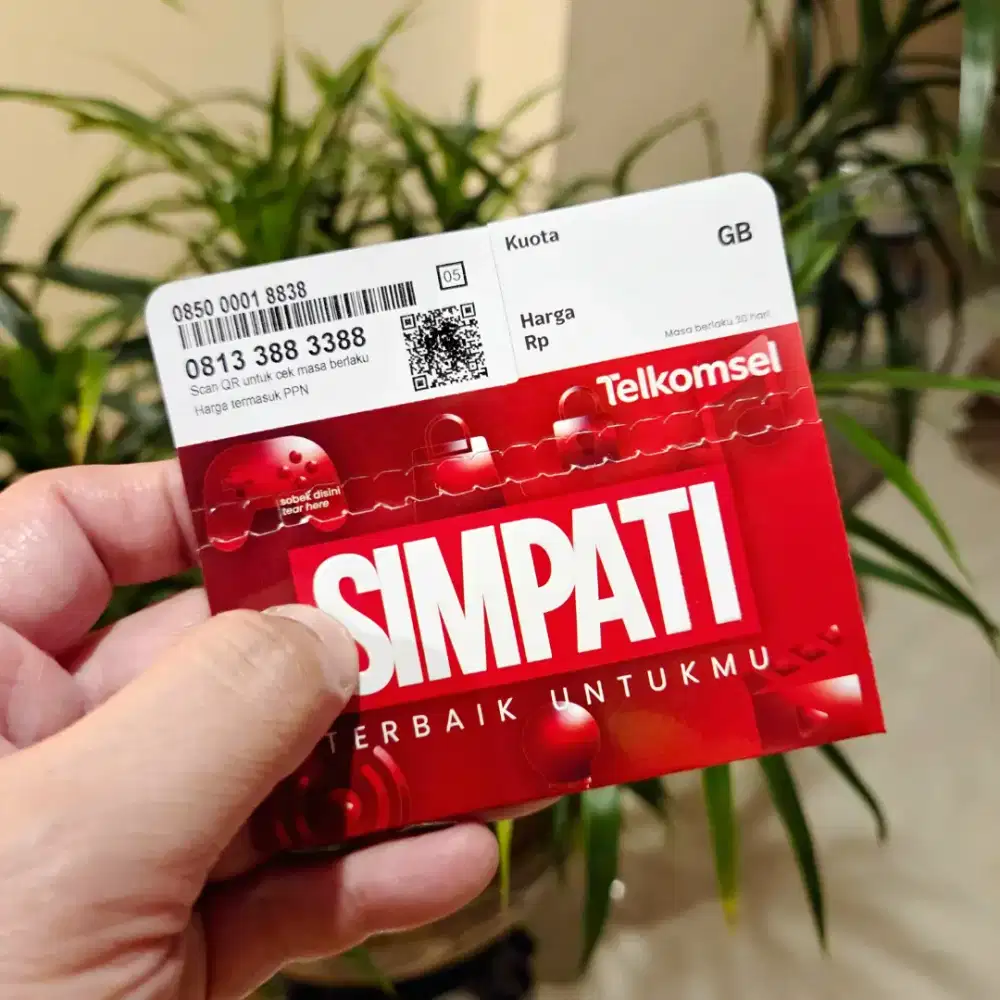 0850 0001 8838
05
0813 388 3388
Scan QR untuk cek masa berlaku
Harga termasuk PPN
Kuota
GB
Harga
Rp
Masa berlaku 30 hari
Telkomsel
sobek disini
tear here
SIMPATI
TERBAIK UNTUKMU